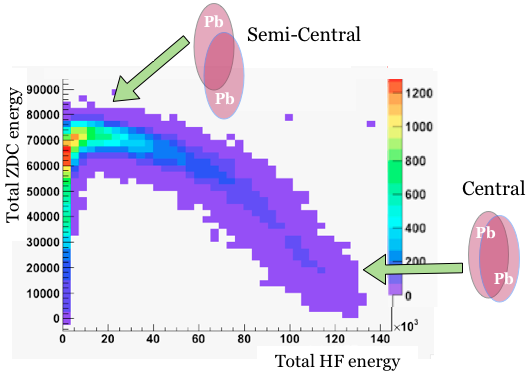 Pb
Semi-Central
Pb
Total ZDC energy
90000
80000
70000
60000
50000
40000
30000
20000
10000
0
0 20 40 60 80 100 120 140
×10³
Total HF energy
1200
1000
800
600
400
200
0
Central
Pb
Pb